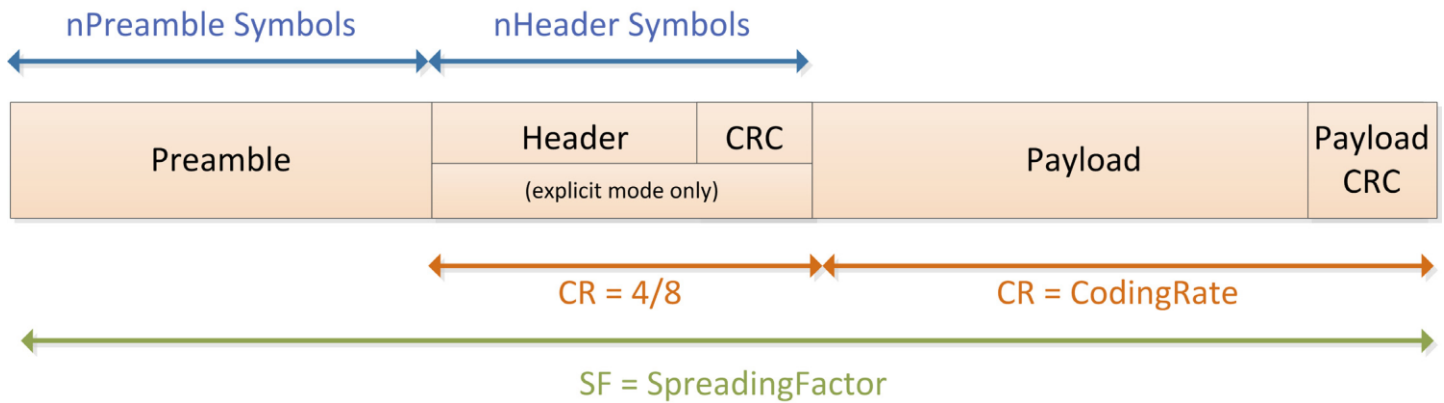 nPreamble Symbols
nHeader Symbols
Preamble
Header
CRC
(explicit mode only)
Payload
Payload
CRC
CR = 4/8
CR = CodingRate
SF = SpreadingFactor